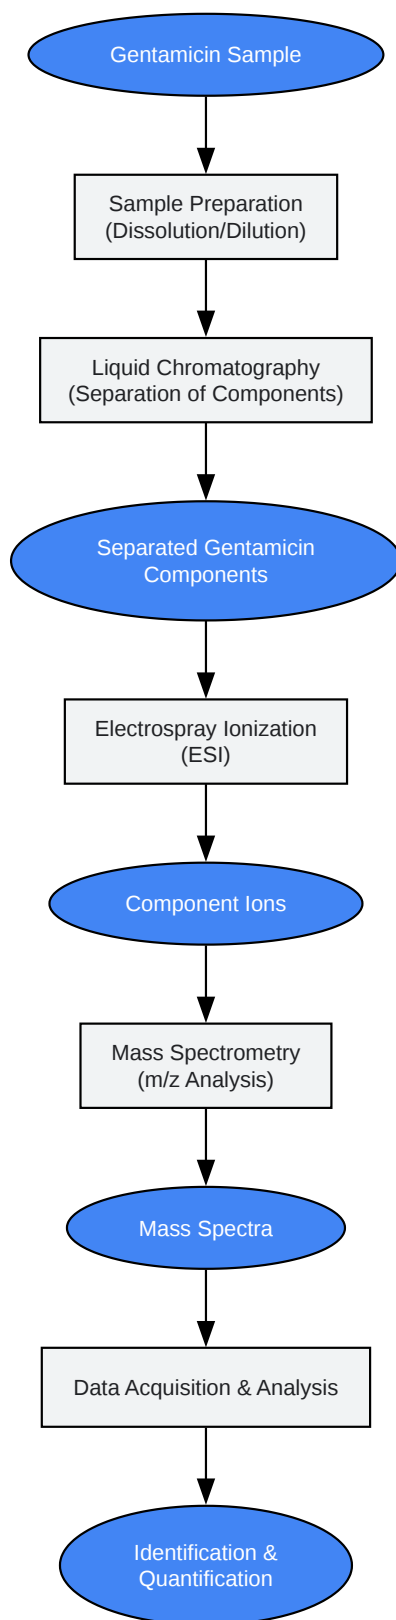 Gentamicin Sample
Sample Preparation
(Dissolution/Dilution)
Liquid Chromatography
(Separation of Components)
Separated Gentamicin
Components
Electrospray Ionization
(ESI)
Component Ions
Mass Spectrometry
(m/z Analysis)
Mass Spectra
Data Acquisition & Analysis
Identification &
Quantification